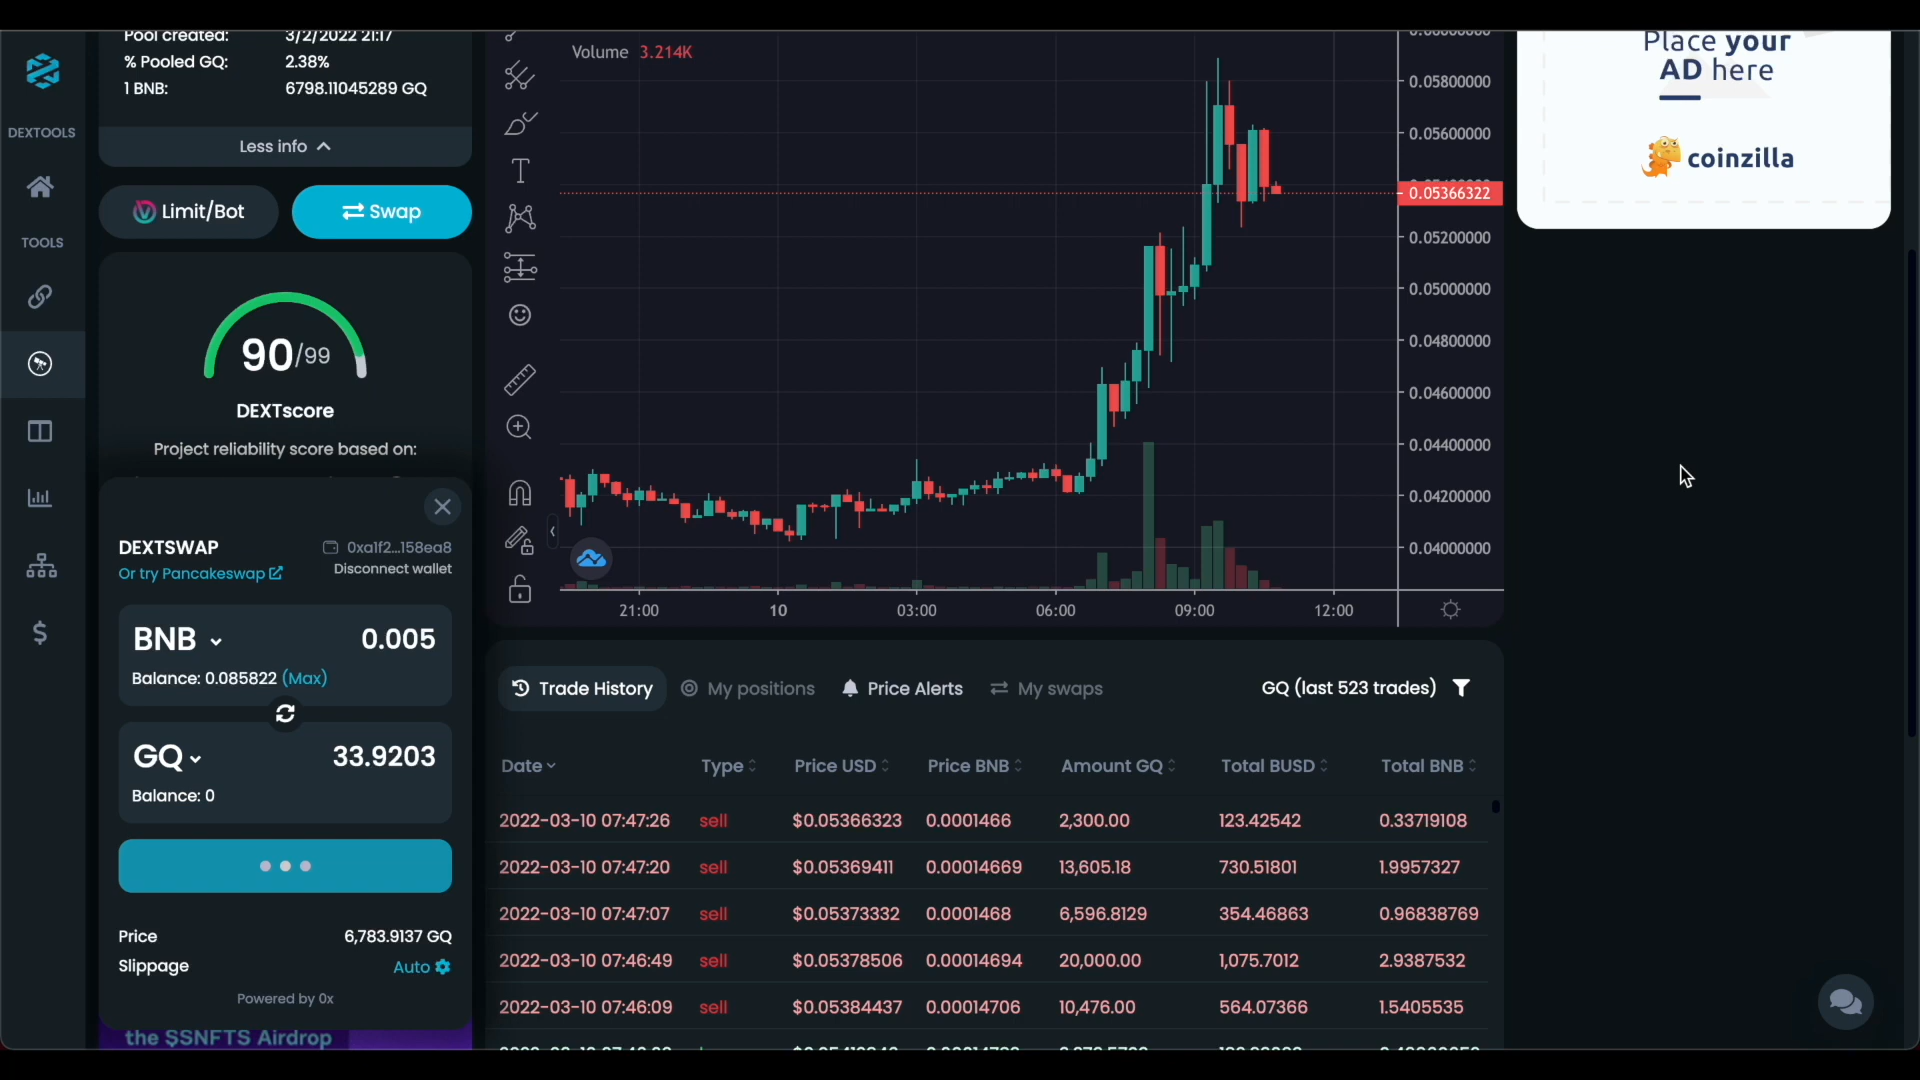 Pool created: 3/2/2022 21:17
% Pooled GQ: 2.38%
1 BNB: 6798.11045289 GQ
Less info
Limit/Bot
Swap
DEXTOOLS
TOOLS
90/99
DEXTscore
Project reliability score based on:
DEXTSWAP
0xa1f2...158ea8
Or try Pancakeswap
Disconnect wallet
BNB 0.005
Balance: 0.085822 (Max)
GQ 33.9203
Balance: 0
Price 6,783.9137 GQ
Slippage Auto
Powered by 0x
the $SNFTS Airdrop
Volume 3.214K
0.05800000
0.05600000
0.05366322
0.05200000
0.05000000
0.04800000
0.04600000
0.04400000
0.04200000
0.04000000
21:00 10 03:00 06:00 09:00 12:00
Trade History My positions Price Alerts My swaps GQ (last 523 trades)
Date Type Price USD Price BNB Amount GQ Total BUSD Total BNB
2022-03-10 07:47:26 sell $0.05366323 0.0001466 2,300.00 123.42542 0.33719108
2022-03-10 07:47:20 sell $0.05369411 0.00014669 13,605.18 730.51801 1.9957327
2022-03-10 07:47:07 sell $0.05373332 0.0001468 6,596.8129 354.46863 0.96838769
2022-03-10 07:46:49 sell $0.05378506 0.00014694 20,000.00 1,075.7012 2.9387532
2022-03-10 07:46:09 sell $0.05384437 0.00014706 10,476.00 564.07366 1.5405535
Place your
AD here
coinzilla